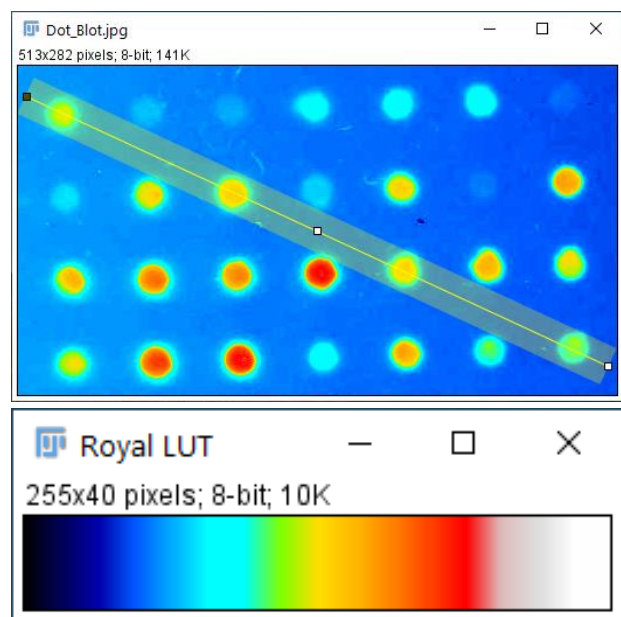 Dot_Blot.jpg
513x282 pixels; 8-bit; 141K
Royal LUT
255x40 pixels; 8-bit; 10K